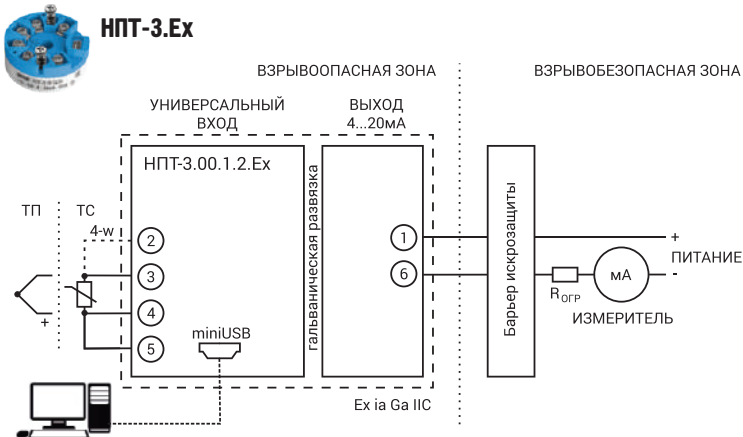 НПТ-3.Ex
ВЗРЫВООПАСНАЯ ЗОНА
ВЗРЫВОБЕЗОПАСНАЯ ЗОНА
УНИВЕРСАЛЬНЫЙ
ВХОД
ВЫХОД
4...20мА
НПТ-3.00.1.2.Ex
гальваническая развязка
Барьер искрозащиты
ТП
ТС
4-w
2
3
4
5
+
miniUSB
1
6
+
ПИТАНИЕ
-
мА
RОГР
ИЗМЕРИТЕЛЬ
Ex ia Ga IIC